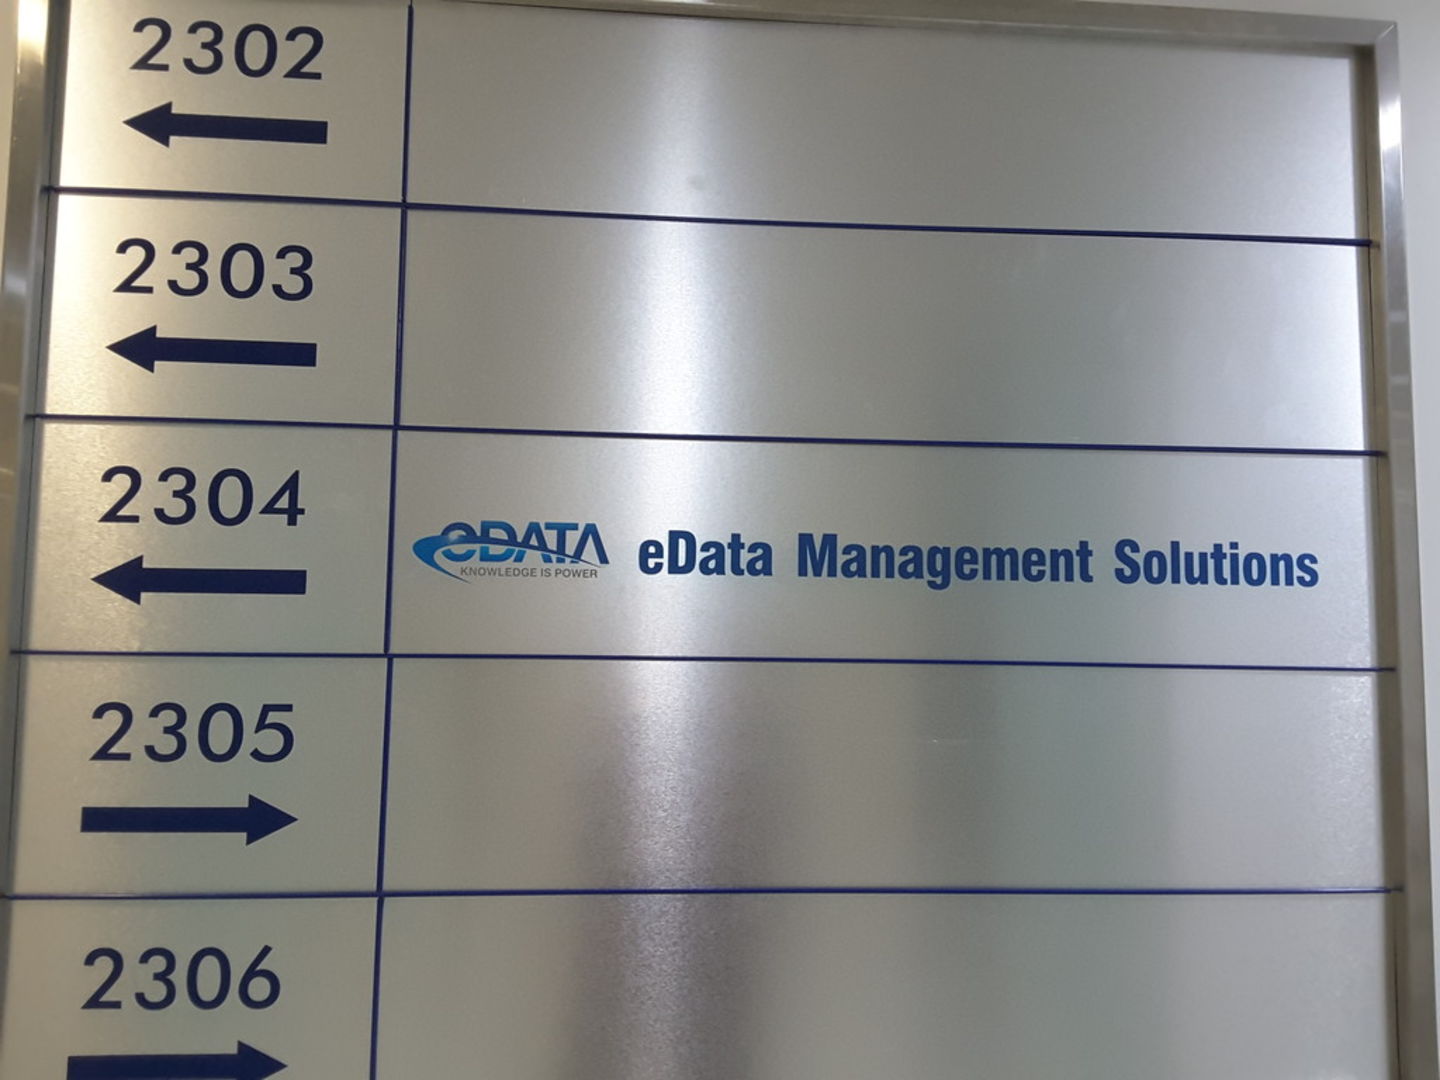 2302
2303
2304
eDATA
KNOWLEDGE IS POWER
eData Management Solutions
2305
2306